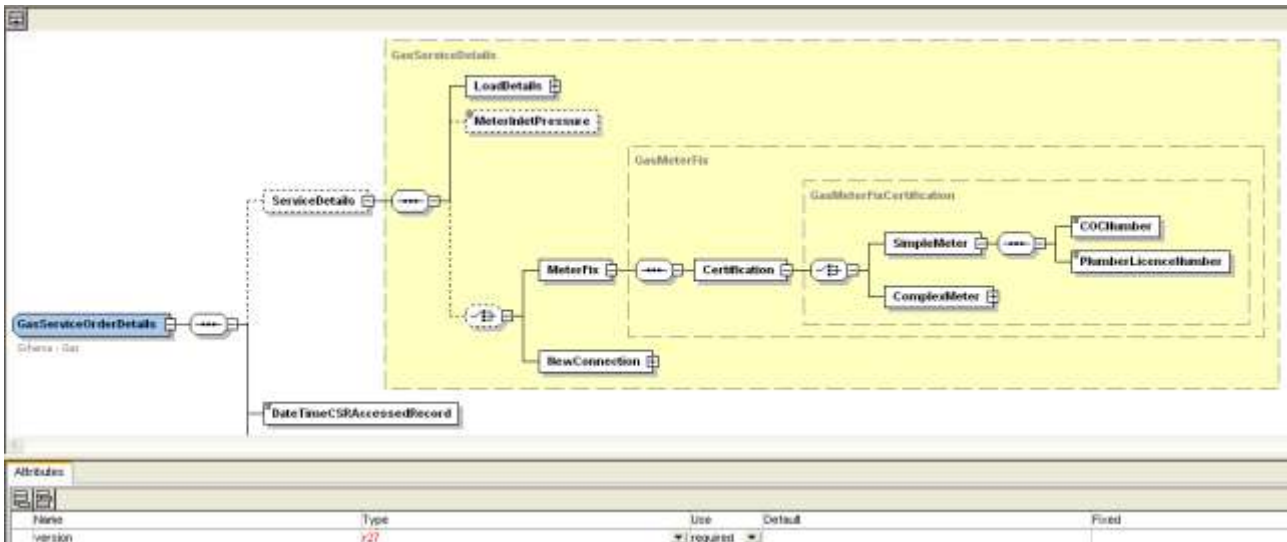 GasServiceDetails
LoadDetails
MeterInletPressure
GasMeterFix
GasMeterFixCertification
ServiceDetails
COCNumber
SimpleMeter
PlumberLicenceNumber
MeterFix
Certification
ComplexMeter
GasServiceOrderDetails
Schema : Gas
NewConnection
DateTimeCSRAccessedRecord
Attributes
Name Type Use Default Fixed
version r27 required